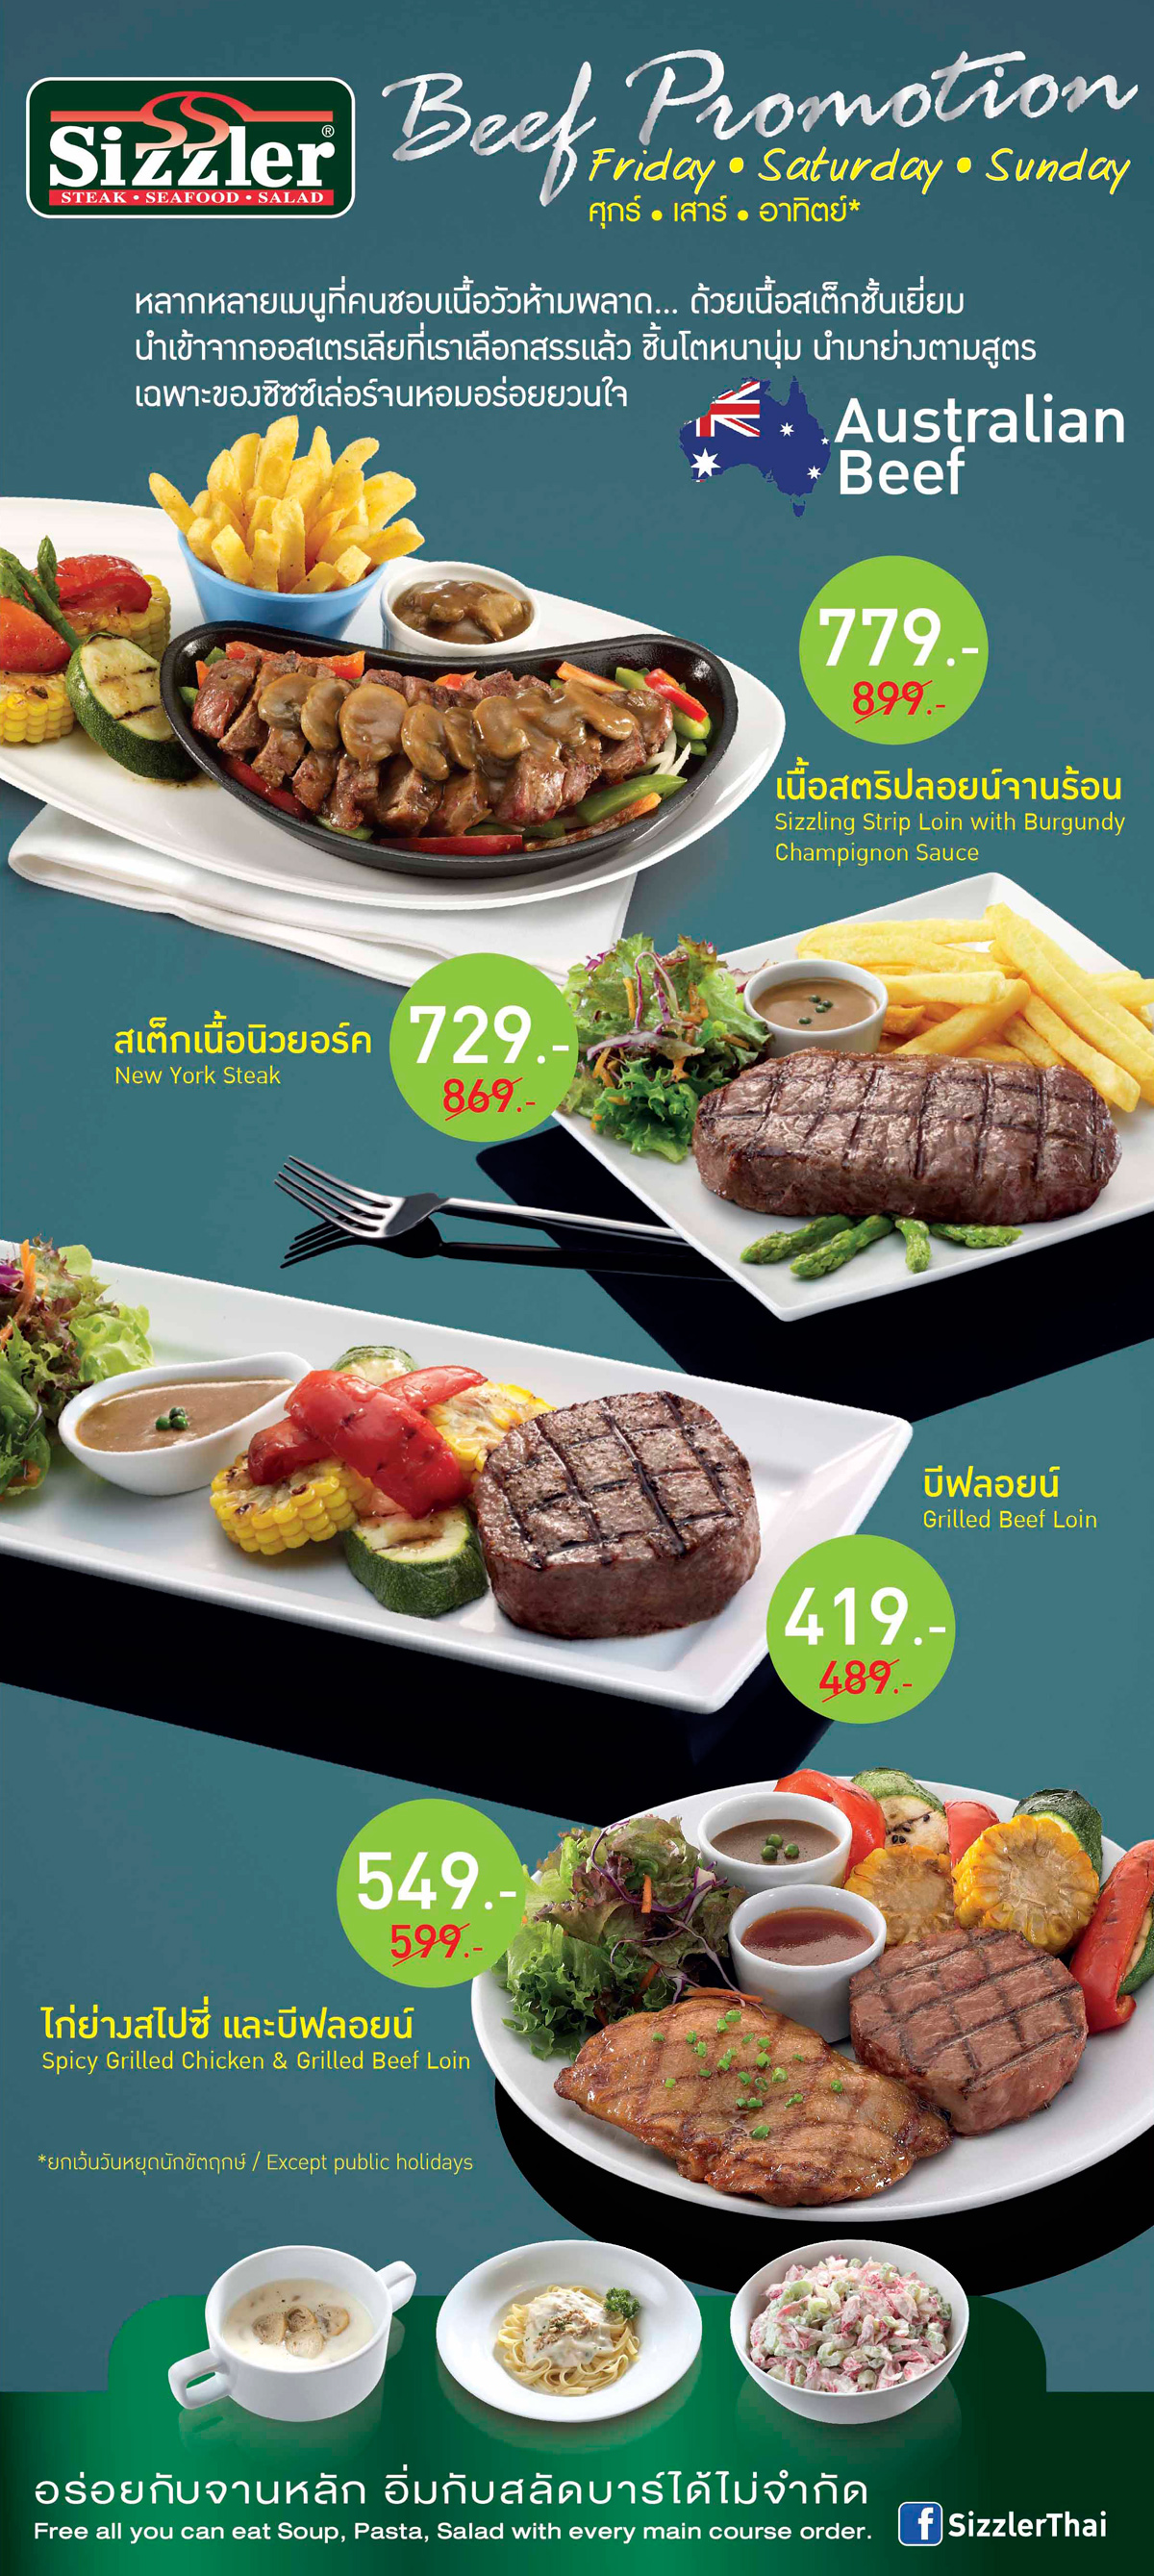 Sizzler®
STEAK • SEAFOOD • SALAD
Beef Promotion
Friday • Saturday • Sunday
ศุกร์ • เสาร์ • อาทิตย์*
หลากหลายเมนูที่คนชอบเนื้อวัวห้ามพลาด... ด้วยเนื้อสเต็กชั้นเยี่ยม
นำเข้าจากออสเตรเลียที่เราเลือกสรรแล้ว ชิ้นโตหนานุ่ม นำมาย่างตามสูตร
เฉพาะของซิซซ์เล่อร์จนหอมอร่อยยวนใจ
Australian
Beef
779.-
899.-
เนื้อสตริปลอยน์จานร้อน
Sizzling Strip Loin with Burgundy
Champignon Sauce
สเต็กเนื้อนิวยอร์ค
New York Steak
729.-
869.-
บีฟลอยน์
Grilled Beef Loin
419.-
489.-
549.-
599.-
ไก่ย่างสไปซี่ และบีฟลอยน์
Spicy Grilled Chicken & Grilled Beef Loin
*ยกเว้นวันหยุดนักขัตฤกษ์ / Except public holidays
อร่อยกับจานหลัก อิ่มกับสลัดบาร์ได้ไม่จำกัด
Free all you can eat Soup, Pasta, Salad with every main course order.
f SizzlerThai